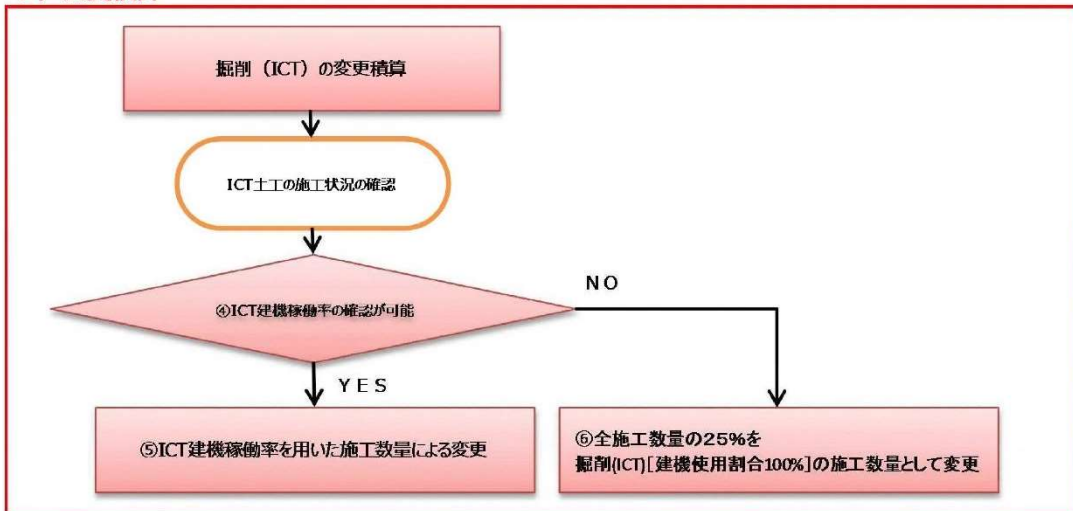 掘削（ICT）の変更積算
ICT土工の施工状況の確認
④ICT建機稼働率の確認が可能
NO
YES
⑤ICT建機稼働率を用いた施工数量による変更
⑥全施工数量の25%を
掘削(ICT)[建機使用割合100%]の施工数量として変更